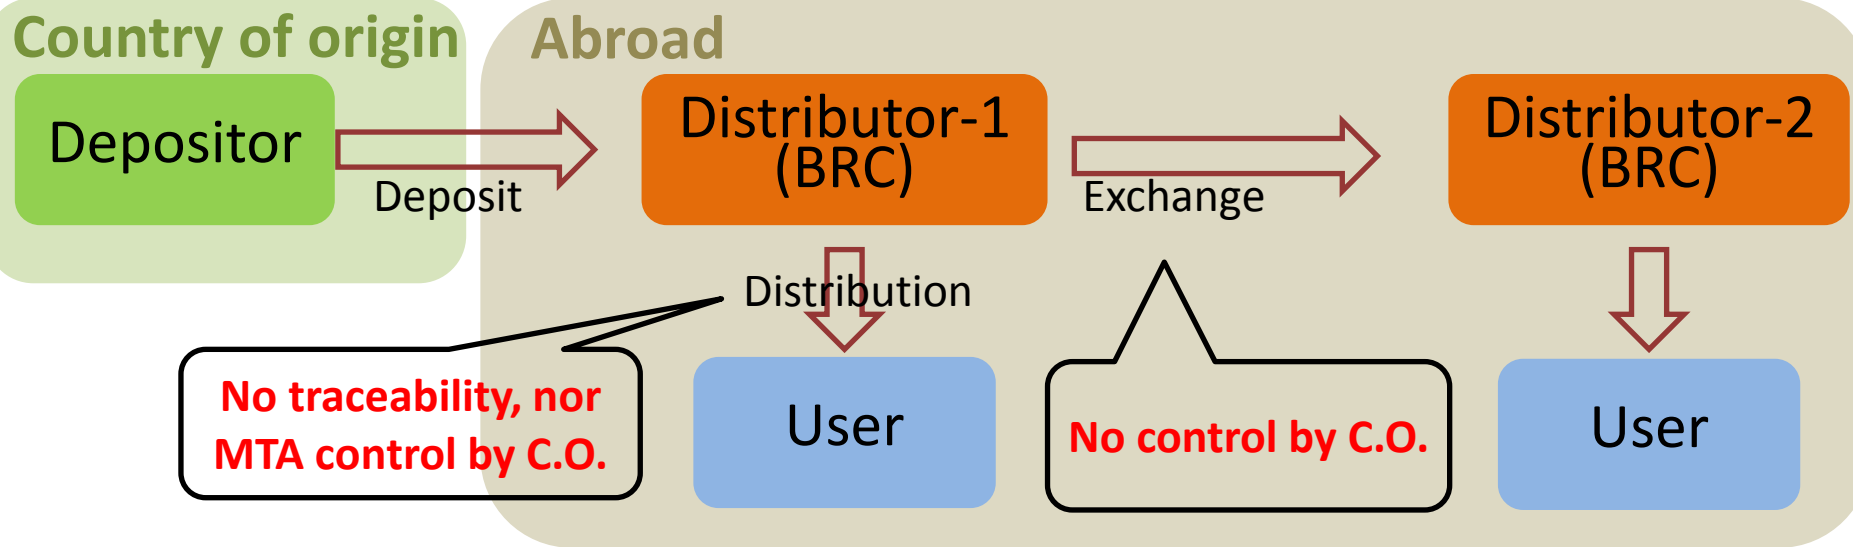 Country of origin
Abroad
Depositor
Deposit
Distributor-1
(BRC)
Exchange
Distributor-2
(BRC)
Distribution
No traceability, nor
MTA control by C.O.
User
No control by C.O.
User